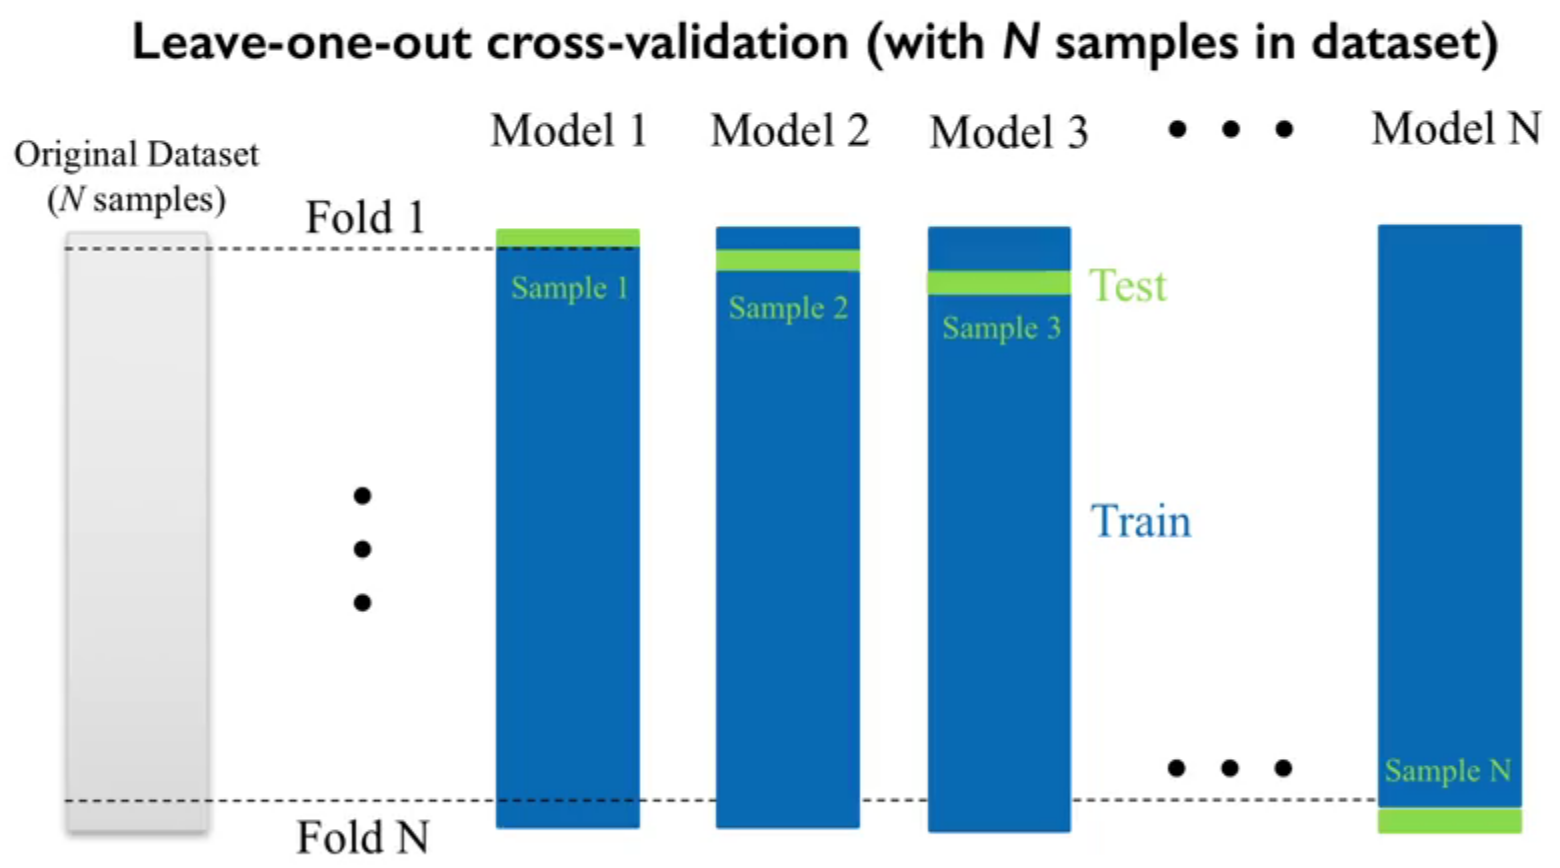 Leave-one-out cross-validation (with N samples in dataset)
Model 1
Model 2
Model 3
Model N
Original Dataset
(N samples)
Fold 1
Sample 1
Sample 2
Sample 3
Test
Train
Sample N
Fold N